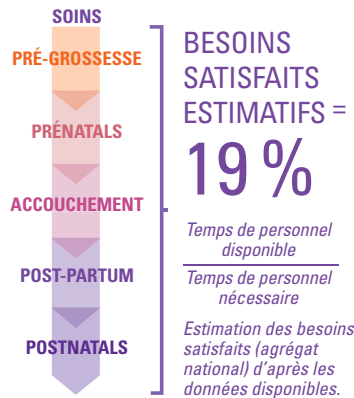 SOINS
PRÉ-GROSSESSE
PRÉNATALS
ACCOUCHEMENT
POST-PARTUM
POSTNATALS
BESOINS
SATISFAITS
ESTIMATIFS =
19 %
Temps de personnel
disponible
Temps de personnel
nécessaire
Estimation des besoins
satisfaits (agrégat
national) d’après les
données disponibles.